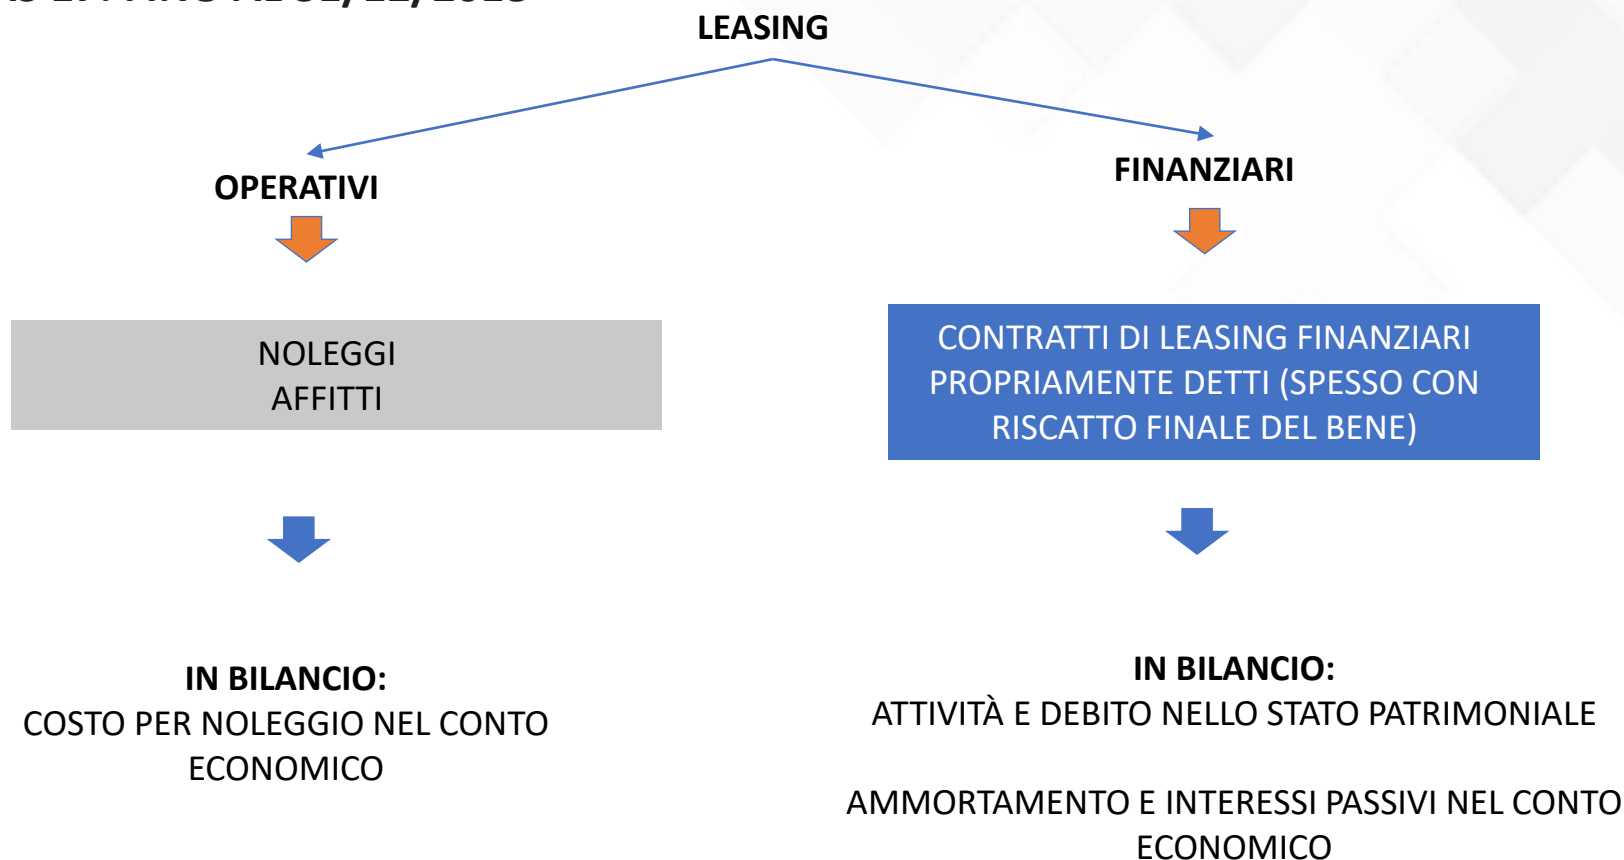 LEASING
OPERATIVI
FINANZIARI
NOLEGGI
AFFITTI
CONTRATTI DI LEASING FINANZIARI
PROPRIAMENTE DETTI (SPESSO CON
RISCATTO FINALE DEL BENE)
IN BILANCIO:
COSTO PER NOLEGGIO NEL CONTO
ECONOMICO
IN BILANCIO:
ATTIVITÀ E DEBITO NELLO STATO PATRIMONIALE
AMMORTAMENTO E INTERESSI PASSIVI NEL CONTO
ECONOMICO